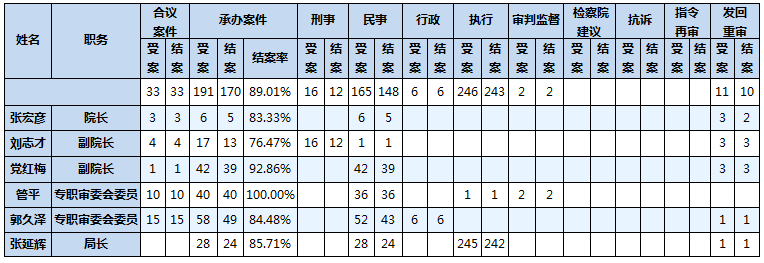 姓名 职务 合议案件 承办案件 刑事 民事 行政 执行 审判监督 检察院建议 抗诉 指令再审 发回重审
受案 结案 受案 结案 结案率 受案 结案 受案 结案 受案 结案 受案 结案 受案 结案 受案 结案 受案 结案 受案 结案 受案 结案
33 33 191 170 89.01% 16 12 165 148 6 6 246 243 2 2 11 10
张宏彦 院长 3 3 6 5 83.33% 6 5 3 2
刘志才 副院长 4 4 17 13 76.47% 16 12 1 1 3 3
党红梅 副院长 1 1 42 39 92.86% 42 39 3 3
管平 专职审委会委员 10 10 40 40 100.00% 36 36 1 1 2 2
郭久泽 专职审委会委员 15 15 58 49 84.48% 52 43 6 6 1 1
张延辉 局长 28 24 85.71% 28 24 245 242 1 1